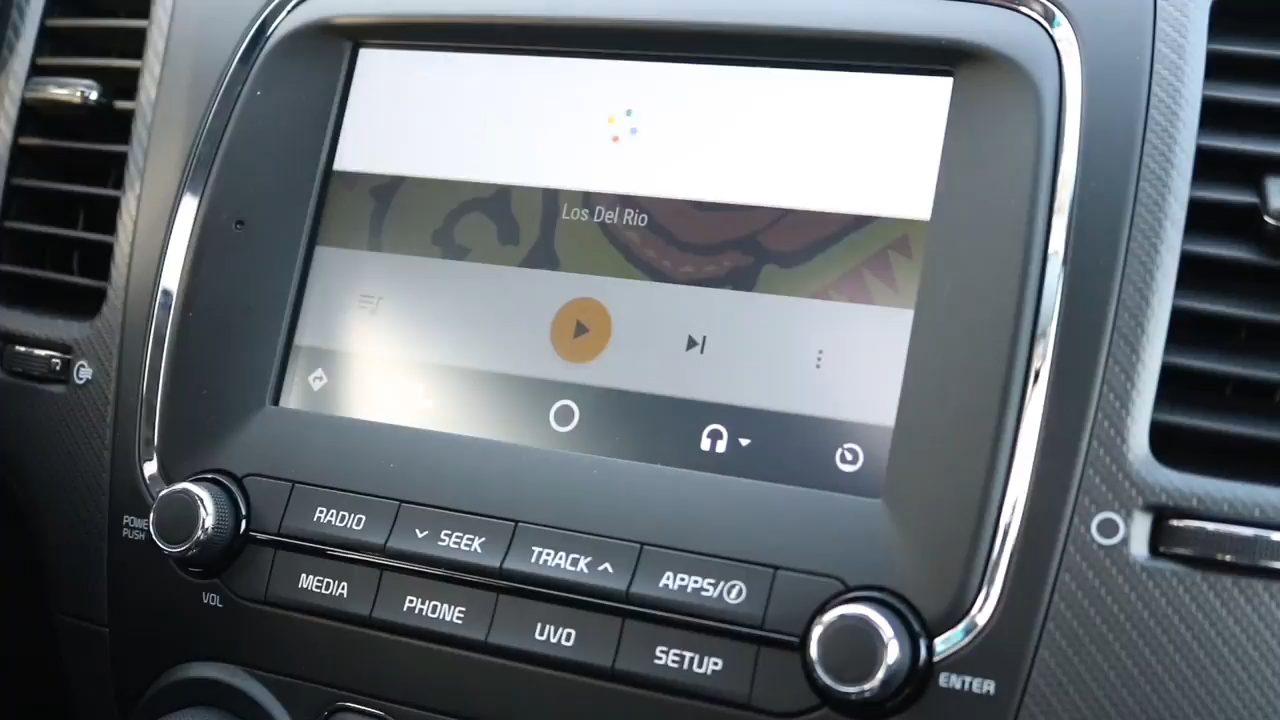 Los Del Rio
POWER
PUSH
VOL
RADIO
SEEK
TRACK
APPS/i
MEDIA
PHONE
UVO
SETUP
ENTER